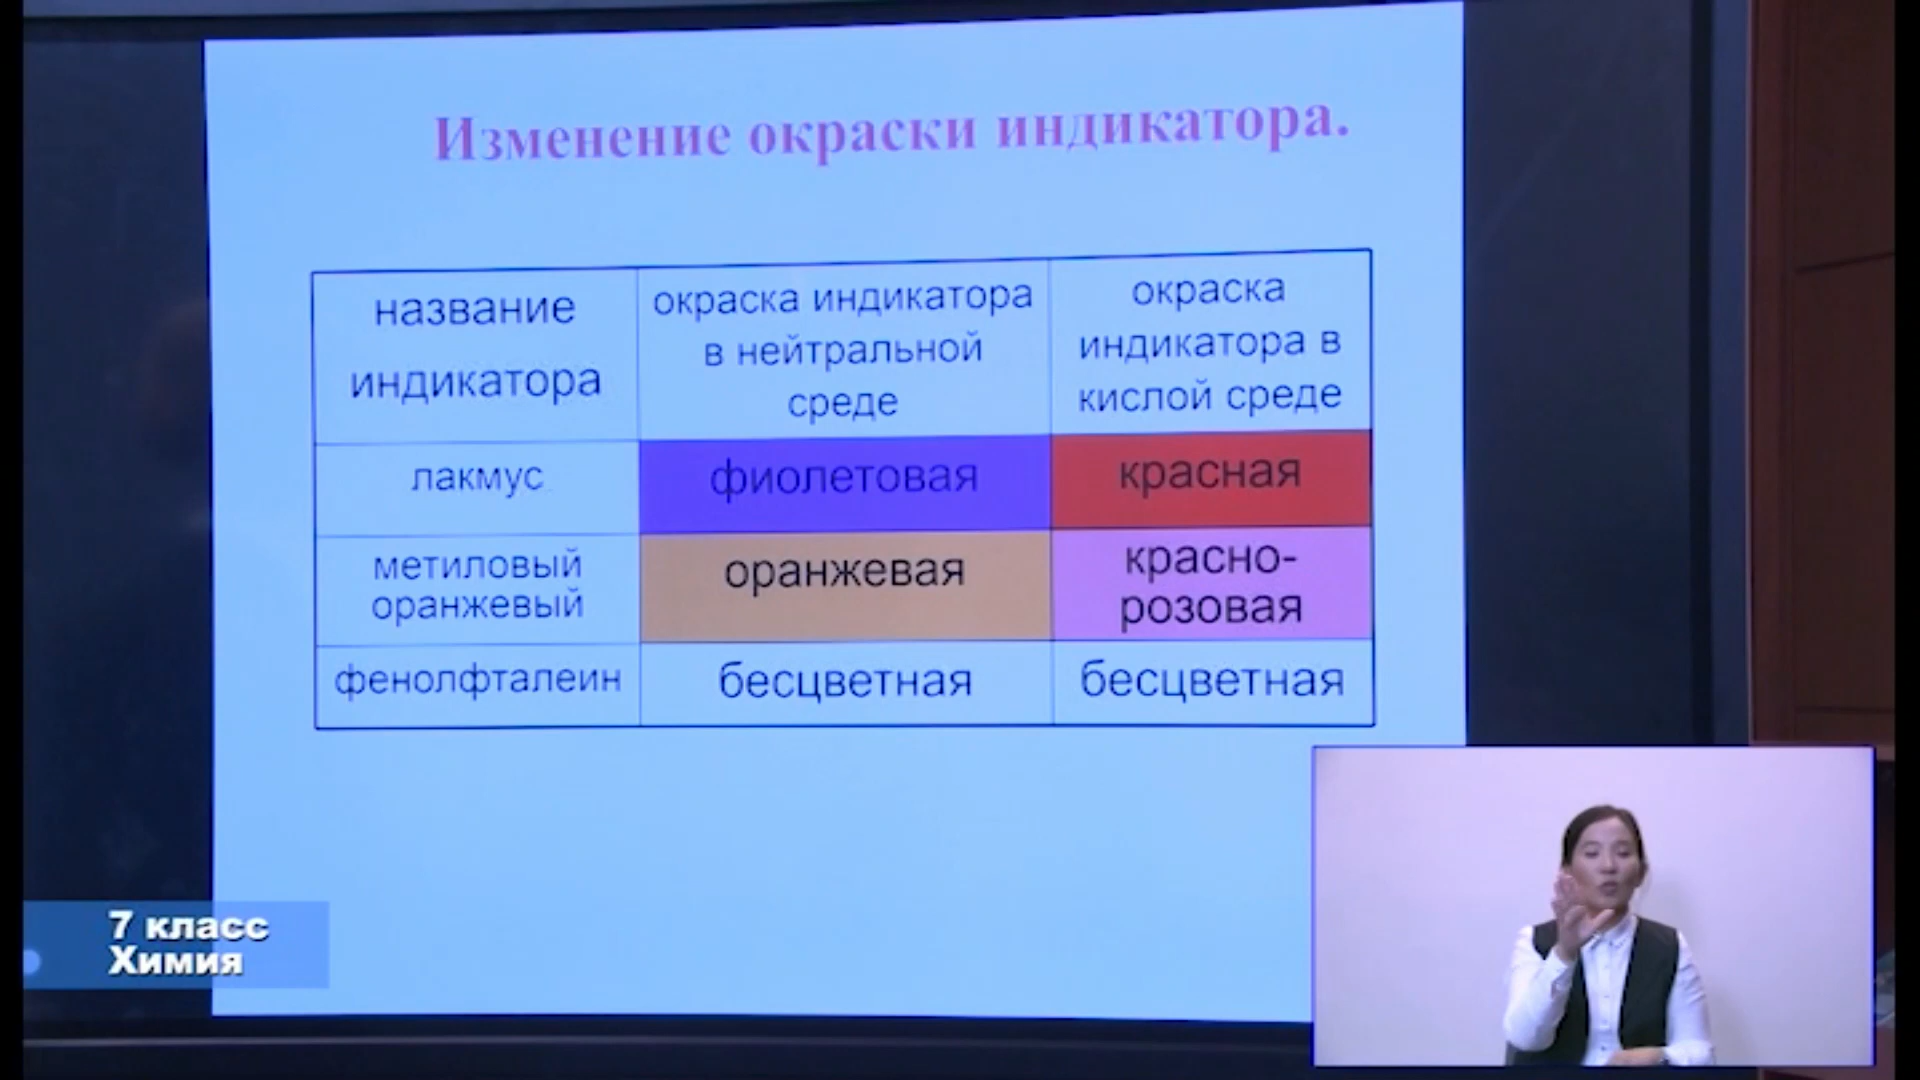 Изменение окраски индикатора.
название
индикатора
окраска индикатора
в нейтральной
среде
окраска
индикатора в
кислой среде
лакмус
фиолетовая
красная
метиловый
оранжевый
оранжевая
красно-
розовая
фенолфталеин
бесцветная
бесцветная
7 класс
Химия